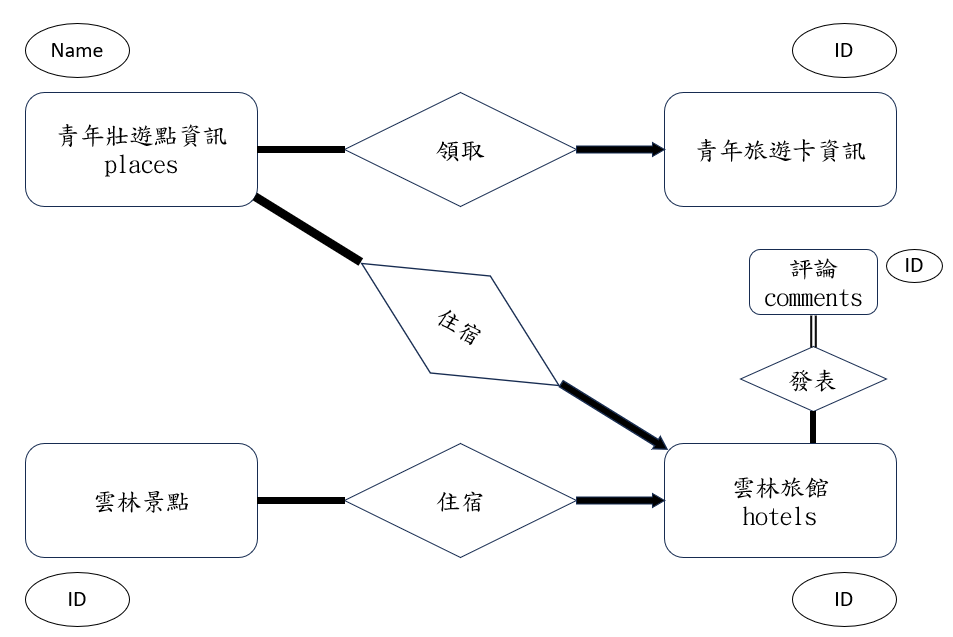 Name
ID
青年壯遊點資訊
places
領取
青年旅遊卡資訊
評論
comments
ID
住宿
發表
雲林景點
住宿
雲林旅館
hotels
ID
ID